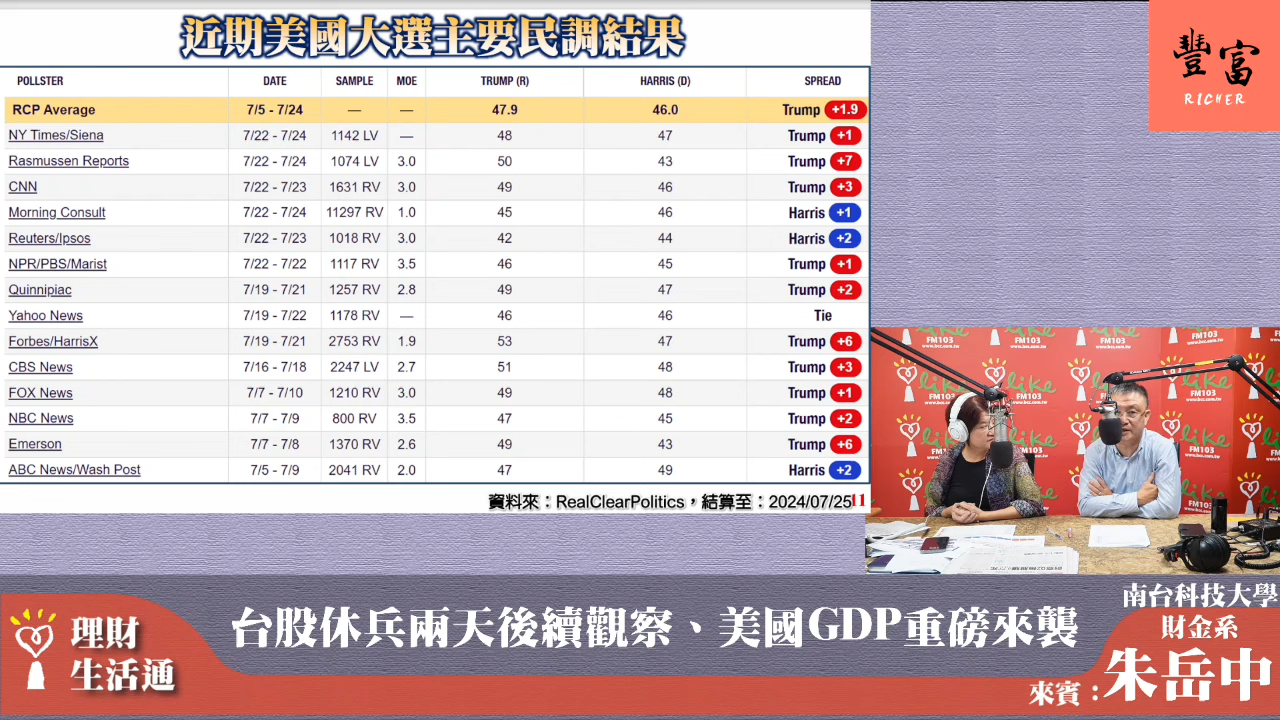 近期美國大選主要民調結果
POLLSTER DATE SAMPLE MOE TRUMP (R) HARRIS (D) SPREAD
RCP Average 7/5 - 7/24 — — 47.9 46.0 Trump +1.9
NY Times/Siena 7/22 - 7/24 1142 LV — 48 47 Trump +1
Rasmussen Reports 7/22 - 7/24 1074 LV 3.0 50 43 Trump +7
CNN 7/22 - 7/23 1631 RV 3.0 49 46 Trump +3
Morning Consult 7/22 - 7/24 11297 RV 1.0 45 46 Harris +1
Reuters/Ipsos 7/22 - 7/23 1018 RV 3.0 42 44 Harris +2
NPR/PBS/Marist 7/22 - 7/22 1117 RV 3.5 46 45 Trump +1
Quinnipiac 7/19 - 7/21 1257 RV 2.8 49 47 Trump +2
Yahoo News 7/19 - 7/22 1178 RV — 46 46 Tie
Forbes/HarrisX 7/19 - 7/21 2753 RV 1.9 53 47 Trump +6
CBS News 7/16 - 7/18 2247 LV 2.7 51 48 Trump +3
FOX News 7/7 - 7/10 1210 RV 3.0 49 48 Trump +1
NBC News 7/7 - 7/9 800 RV 3.5 47 45 Trump +2
Emerson 7/7 - 7/8 1370 RV 2.6 49 43 Trump +6
ABC News/Wash Post 7/5 - 7/9 2041 RV 2.0 47 49 Harris +2
資料來：RealClearPolitics，結算至：2024/07/25
11
豐富
RICHER
like
FM103
www.bcc.com.tw
理財
生活通
台股休兵兩天後續觀察、美國GDP重磅來襲
南台科技大學
財金系
來賓：朱岳中